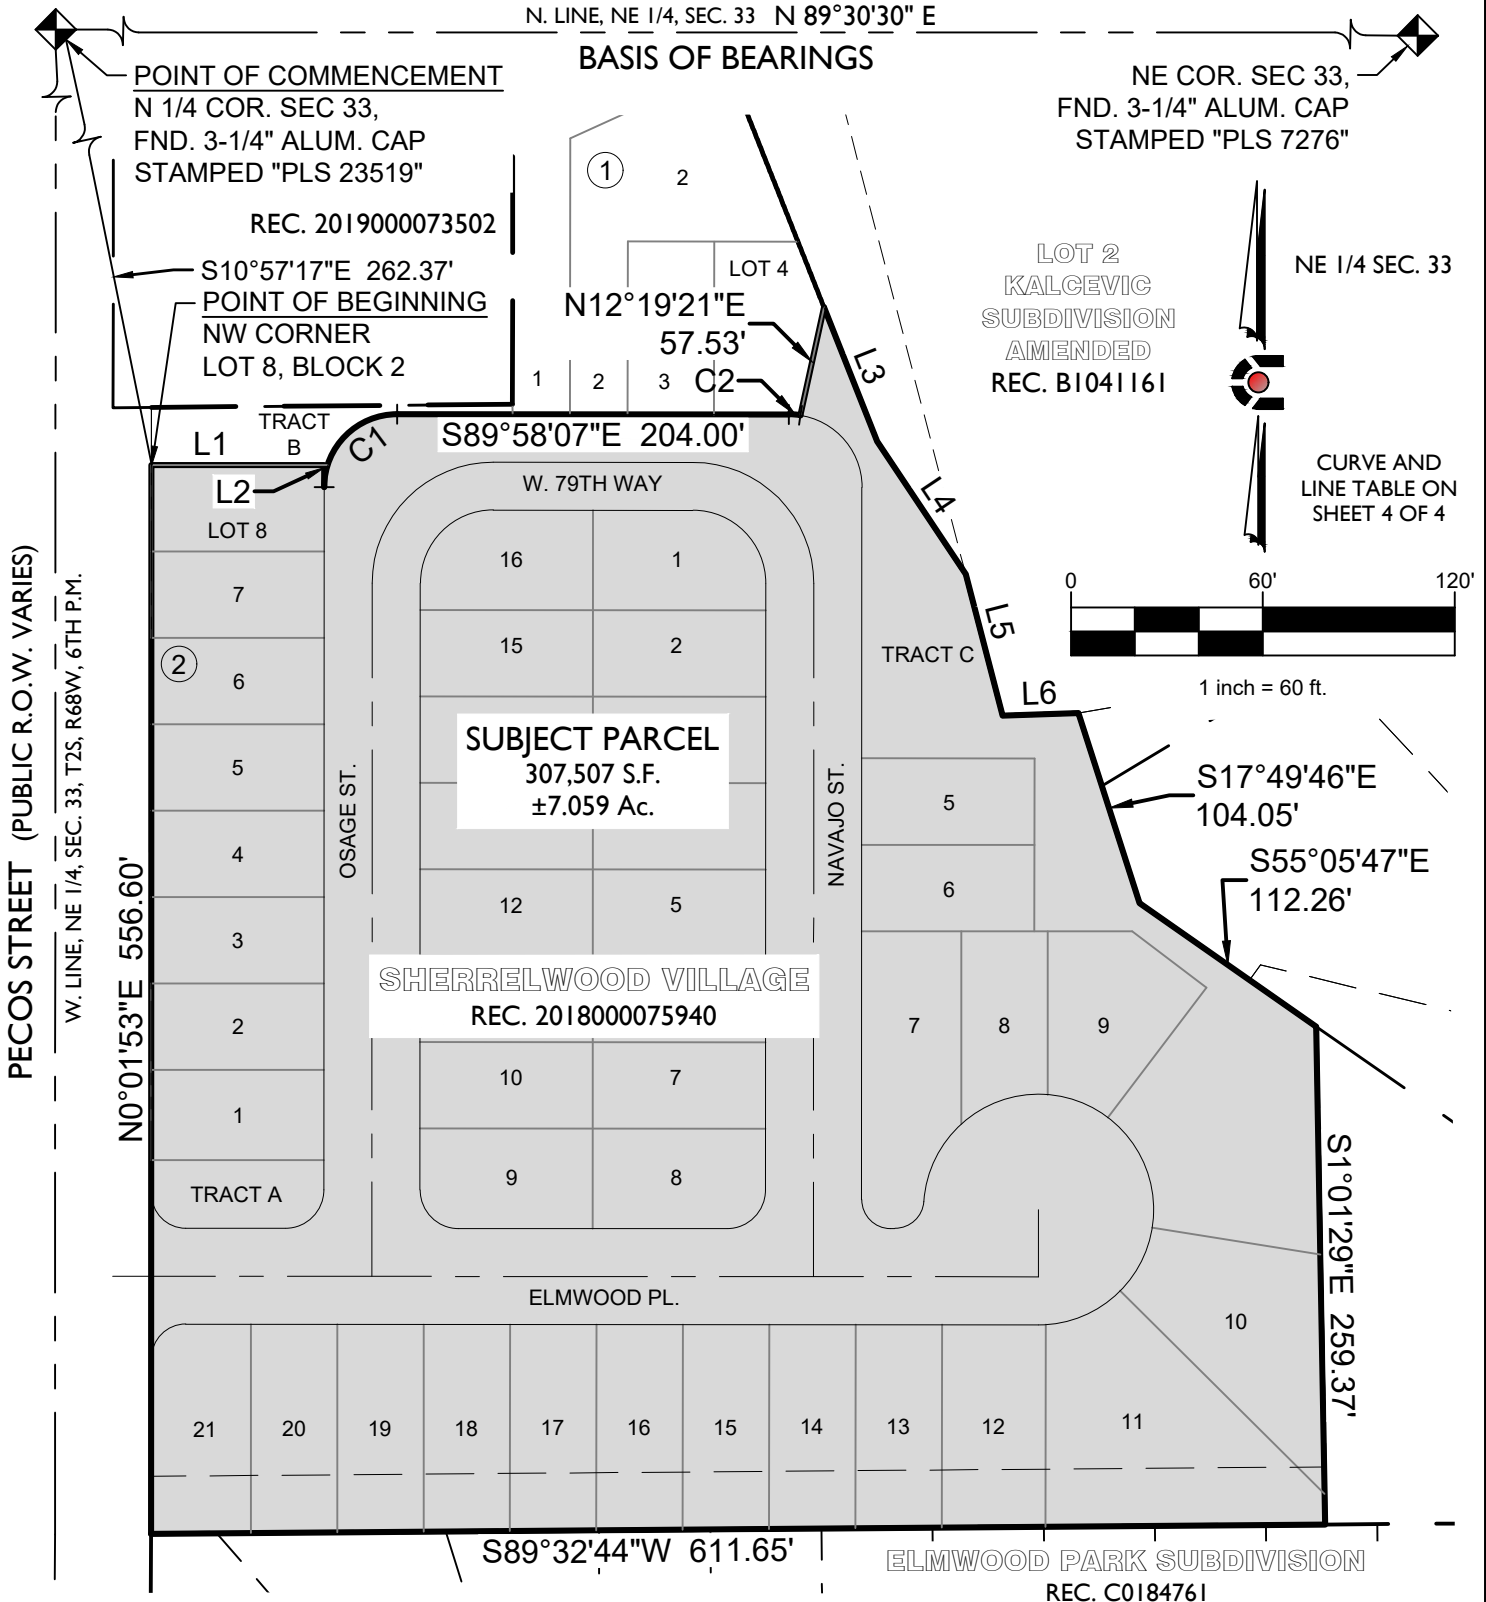 N. LINE, NE 1/4, SEC. 33 N 89°30'30" E
BASIS OF BEARINGS
POINT OF COMMENCEMENT
N 1/4 COR. SEC 33,
FND. 3-1/4" ALUM. CAP
STAMPED "PLS 23519"
NE COR. SEC 33,
FND. 3-1/4" ALUM. CAP
STAMPED "PLS 7276"
REC. 2019000073502
S10°57'17"E 262.37'
POINT OF BEGINNING
NW CORNER
LOT 8, BLOCK 2
1
2
LOT 4
N12°19'21"E
57.53'
C2
1
2
3
L3
LOT 2
KALCEVIC
SUBDIVISION
AMENDED
REC. B1041161
NE 1/4 SEC. 33
CURVE AND
LINE TABLE ON
SHEET 4 OF 4
0 60' 120'
1 inch = 60 ft.
L1
TRACT
B
C1
S89°58'07"E 204.00'
L2
W. 79TH WAY
L4
L5
L6
TRACT C
LOT 8
7
2
6
5
4
3
2
1
TRACT A
OSAGE ST.
16
1
15
2
SUBJECT PARCEL
307,507 S.F.
±7.059 Ac.
12
5
SHERRELWOOD VILLAGE
REC. 2018000075940
10
7
9
8
NAVAJO ST.
5
6
7
8
9
S17°49'46"E
104.05'
S55°05'47"E
112.26'
S1°01'29"E 259.37'
PECOS STREET (PUBLIC R.O.W. VARIES)
W. LINE, NE 1/4, SEC. 33, T2S, R68W, 6TH P.M.
N0°01'53"E 556.60'
ELMWOOD PL.
10
21
20
19
18
17
16
15
14
13
12
11
S89°32'44"W 611.65'
ELMWOOD PARK SUBDIVISION
REC. C0184761